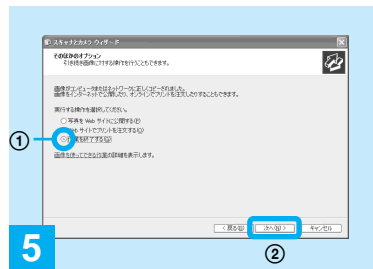 スキャナとカメラ ウィザード
そのほかのオプション
引き続き画像に対する操作を行うこともできます。
画像がコンピュータまたはネットワークに正しくコピーされました。
画像をインターネットで公開したり、オンラインでプリントを注文したりすることもできます。
実行する操作を選択してください。
写真を Web サイトに公開する(P)
①
Web サイトでプリントを注文する(O)
作業を終了する(N)
画像を使ってできる作業の詳細を表示します。
< 戻る(B)
次へ(N) >
キャンセル
5
②